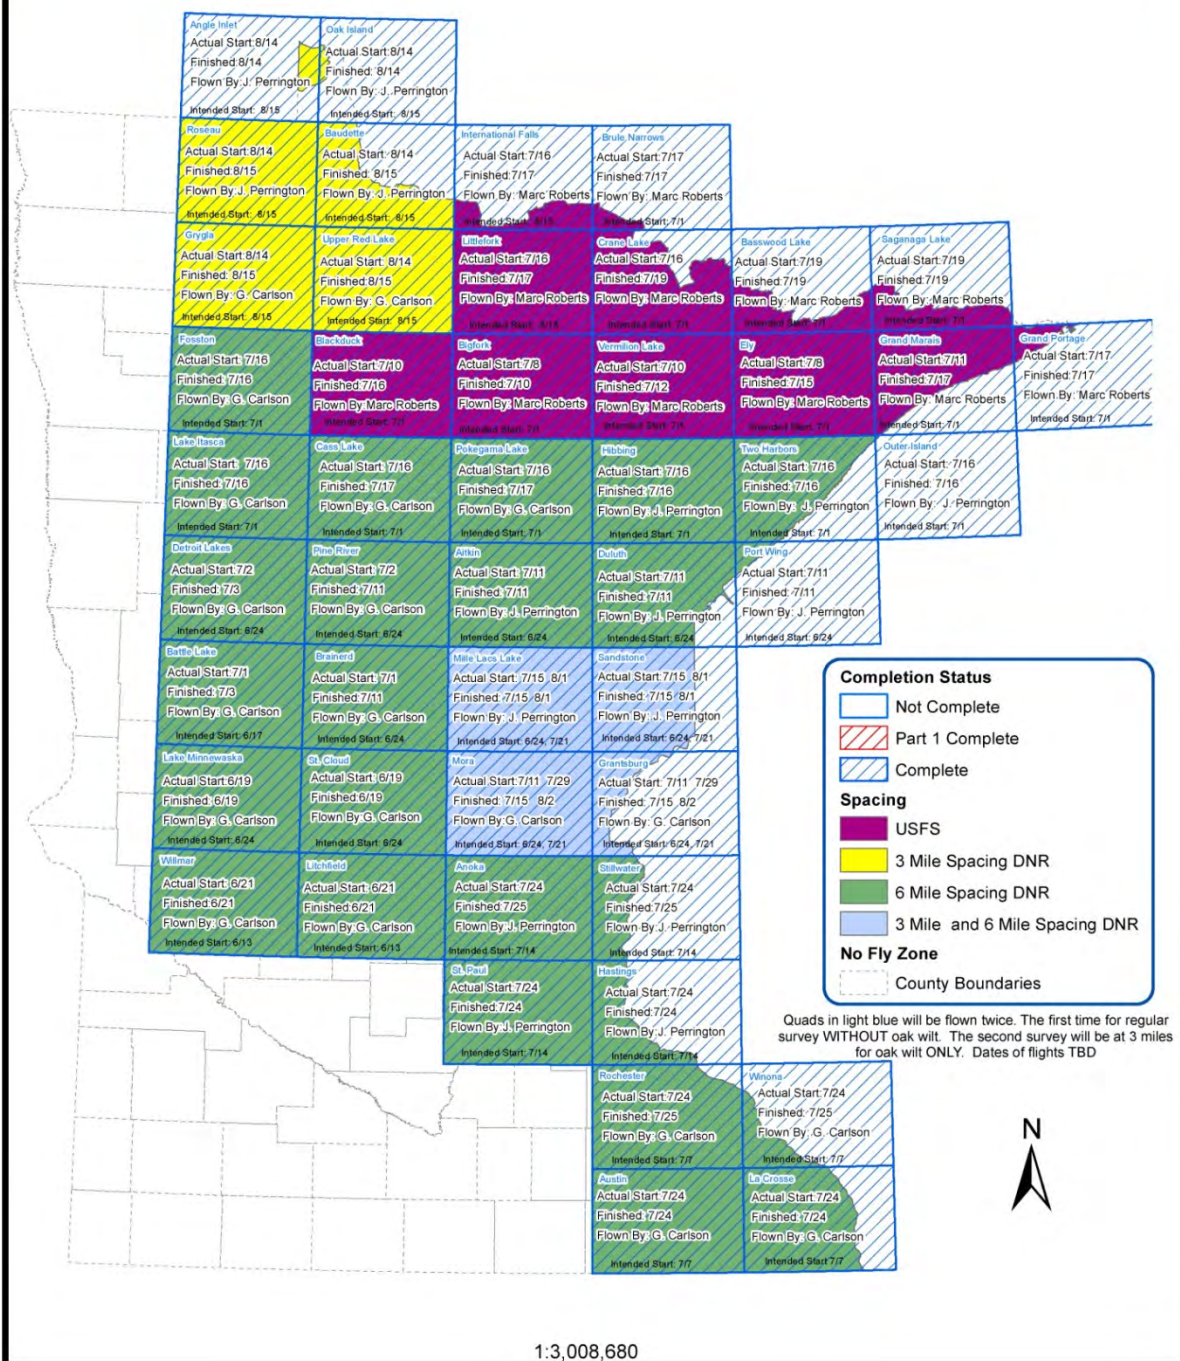 Angle Inlet
Actual Start:8/14
Finished:8/14
Flown By:J. Perrington
Intended Start: 8/15
Oak Island
Actual Start:8/14
Finished: 8/14
Flown By: J. Perrington
Intended Start: 8/15
Roseau
Actual Start:8/14
Finished:8/15
Flown By:J. Perrington
Intended Start: 8/15
Baudette
Actual Start: 8/14
Finished: 8/15
Flown By: J. Perrington
Intended Start: 8/15
International Falls
Actual Start:7/16
Finished:7/17
Flown By: Marc Roberts
Intended Start: 8/15
Brule Narrows
Actual Start:7/17
Finished:7/17
Flown By: Marc Roberts
Intended Start: 7/1
Grygla
Actual Start:8/14
Finished: 8/15
Flown By: G. Carlson
Intended Start: 8/15
Upper Red Lake
Actual Start: 8/14
Finished:8/15
Flown By: G. Carlson
Intended Start: 8/15
Littlefork
Actual Start:7/16
Finished:7/17
Flown By: Marc Roberts
Intended Start: 8/15
Crane Lake
Actual Start:7/16
Finished:7/19
Flown By: Marc Roberts
Intended Start: 7/1
Basswood Lake
Actual Start:7/19
Finished:7/19
Flown By: Marc Roberts
Intended Start: 7/1
Saganaga Lake
Actual Start:7/19
Finished:7/19
Flown By: Marc Roberts
Intended Start: 7/1
Fosston
Actual Start: 7/16
Finished: 7/16
Flown By: G. Carlson
Intended Start: 7/1
Blackduck
Actual Start:7/10
Finished:7/16
Flown By:Marc Roberts
Intended Start: 7/1
Bigfork
Actual Start:7/8
Finished:7/10
Flown By: Marc Roberts
Intended Start: 7/1
Vermilion Lake
Actual Start:7/10
Finished: 7/12
Flown By: Marc Roberts
Intended Start: 7/1
Ely
Actual Start:7/8
Finished:7/15
Flown By: Marc Roberts
Intended Start: 7/1
Grand Marais
Actual Start:7/11
Finished:7/17
Flown By: Marc Roberts
Intended Start: 7/1
Grand Portage
Actual Start:7/17
Finished:7/17
Flown By: Marc Roberts
Intended Start: 7/1
Lake Itasca
Actual Start: 7/16
Finished: 7/16
Flown By: G. Carlson
Intended Start: 7/1
Cass Lake
Actual Start: 7/16
Finished: 7/17
Flown By: G. Carlson
Intended Start: 7/1
Pokegama Lake
Actual Start:7/16
Finished: 7/17
Flown By: G. Carlson
Intended Start: 7/1
Hibbing
Actual Start: 7/16
Finished: 7/16
Flown By: J. Perrington
Intended Start: 7/1
Two Harbors
Actual Start: 7/16
Finished: 7/16
Flown By: J. Perrington
Intended Start: 7/1
Outer Island
Actual Start: 7/16
Finished: 7/16
Flown By: J. Perrington
Intended Start: 7/1
Detroit Lakes
Actual Start:7/2
Finished: 7/3
Flown By: G. Carlson
Intended Start: 6/24
Pine River
Actual Start: 7/2
Finished: 7/11
Flown By: G. Carlson
Intended Start: 6/24
Aitkin
Actual Start: 7/11
Finished: 7/11
Flown By: J. Perrington
Intended Start: 6/24
Duluth
Actual Start:7/11
Finished: 7/11
Flown By: J. Perrington
Intended Start: 6/24
Port Wing
Actual Start:7/11
Finished: 7/11
Flown By: J. Perrington
Intended Start: 6/24
Battle Lake
Actual Start:7/1
Finished: 7/3
Flown By: G. Carlson
Intended Start: 6/17
Brainerd
Actual Start: 7/1
Finished: 7/11
Flown By: G. Carlson
Intended Start: 6/24
Mille Lacs Lake
Actual Start: 7/15 8/1
Finished: 7/15 8/1
Flown By: J. Perrington
Intended Start: 6/24, 7/21
Sandstone
Actual Start: 7/15 8/1
Finished: 7/15 8/1
Flown By: J. Perrington
Intended Start: 6/24, 7/21
Lake Minnewaska
Actual Start:6/19
Finished: 6/19
Flown By: G. Carlson
Intended Start: 6/24
St. Cloud
Actual Start: 6/19
Finished:6/19
Flown By: G. Carlson
Intended Start: 6/24
Mora
Actual Start:7/11 7/29
Finished: 7/15 8/2
Flown By:G. Carlson
Intended Start: 6/24, 7/21
Grantsburg
Actual Start: 7/11 7/29
Finished: 7/15 8/2
Flown By: G. Carlson
Intended Start: 6/24, 7/21
Willmar
Actual Start: 6/21
Finished:6/21
Flown By: G. Carlson
Intended Start: 6/13
Litchfield
Actual Start: 6/21
Finished:6/21
Flown By:G. Carlson
Intended Start: 6/13
Anoka
Actual Start: 7/24
Finished: 7/25
Flown By:J. Perrington
Intended Start: 7/14
Stillwater
Actual Start:7/24
Finished:7/25
Flown By: J. Perrington
Intended Start: 7/14
St. Paul
Actual Start:7/24
Finished:7/24
Flown By:J. Perrington
Intended Start: 7/14
Hastings
Actual Start:7/24
Finished:7/24
Flown By:J. Perrington
Intended Start: 7/14
Rochester
Actual Start:7/24
Finished: 7/25
Flown By: G. Carlson
Intended Start: 7/7
Winona
Actual Start:7/24
Finished: 7/25
Flown By: G. Carlson
Intended Start: 7/7
Austin
Actual Start:7/24
Finished: 7/24
Flown By: G. Carlson
Intended Start: 7/7
La Crosse
Actual Start:7/24
Finished: 7/24
Flown By: G. Carlson
Intended Start: 7/7
Completion Status
Not Complete
Part 1 Complete
Complete
Spacing
USFS
3 Mile Spacing DNR
6 Mile Spacing DNR
3 Mile and 6 Mile Spacing DNR
No Fly Zone
County Boundaries
Quads in light blue will be flown twice. The first time for regular
survey WITHOUT oak wilt. The second survey will be at 3 miles
for oak wilt ONLY. Dates of flights TBD
N
1:3,008,680